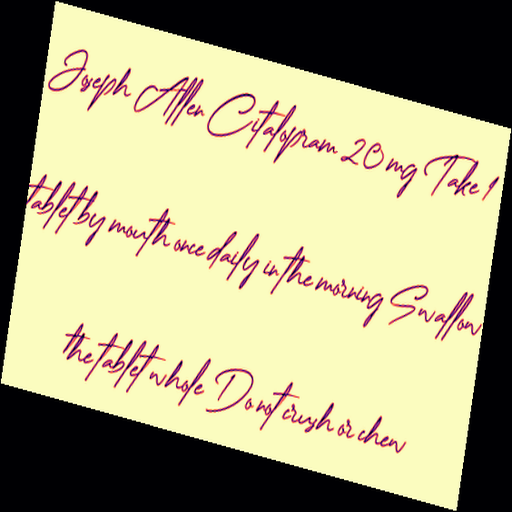 Joseph Allen Citalopram 20 mg Take 1
tablet by mouth once daily in the morning Swallow
the tablet whole Do not crush or chew